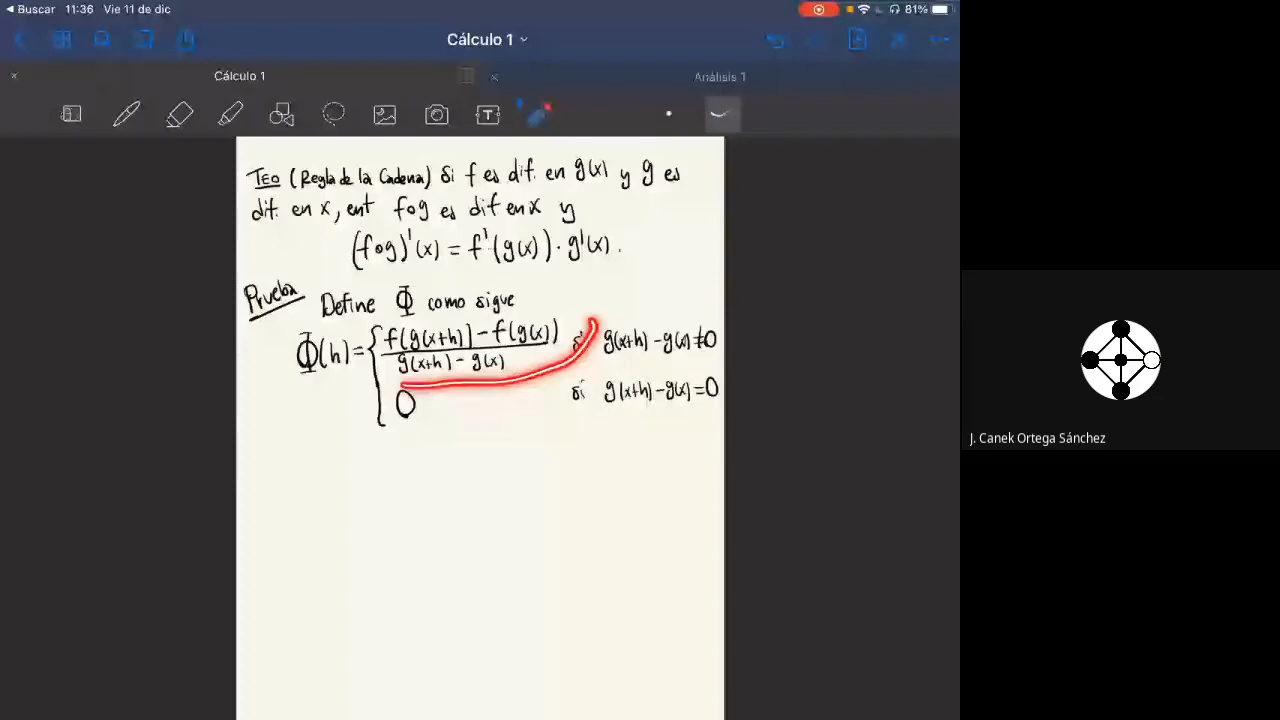 Buscar 11:36 Vie 11 de dic 81%
Cálculo 1
Cálculo 1 Análisis 1
T
TEO (Regla de la Cadena) Si f es dif. en g(x) y g es
dif. en x, ent f∘g es dif en x y
(f∘g)'(x) = f'(g(x)) · g'(x).
Prueba Define Φ como sigue
Φ(h) = { f(g(x+h)) - f(g(x)) / g(x+h) - g(x) si g(x+h) - g(x) ≠ 0
0 si g(x+h) - g(x) = 0
J. Canek Ortega Sánchez